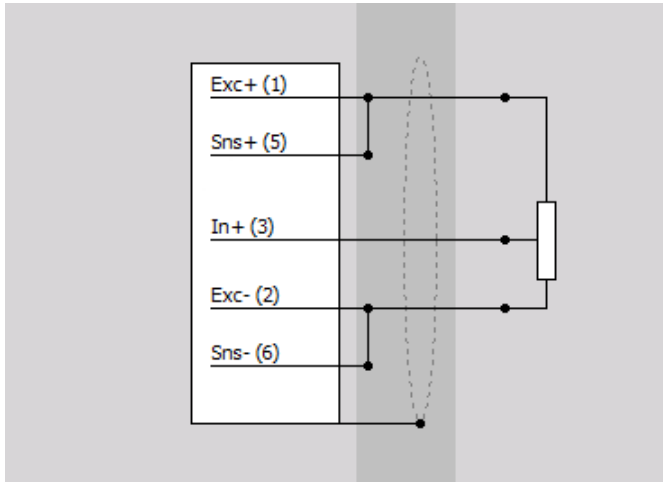 Exc+ (1)
Sns+ (5)
In+ (3)
Exc- (2)
Sns- (6)